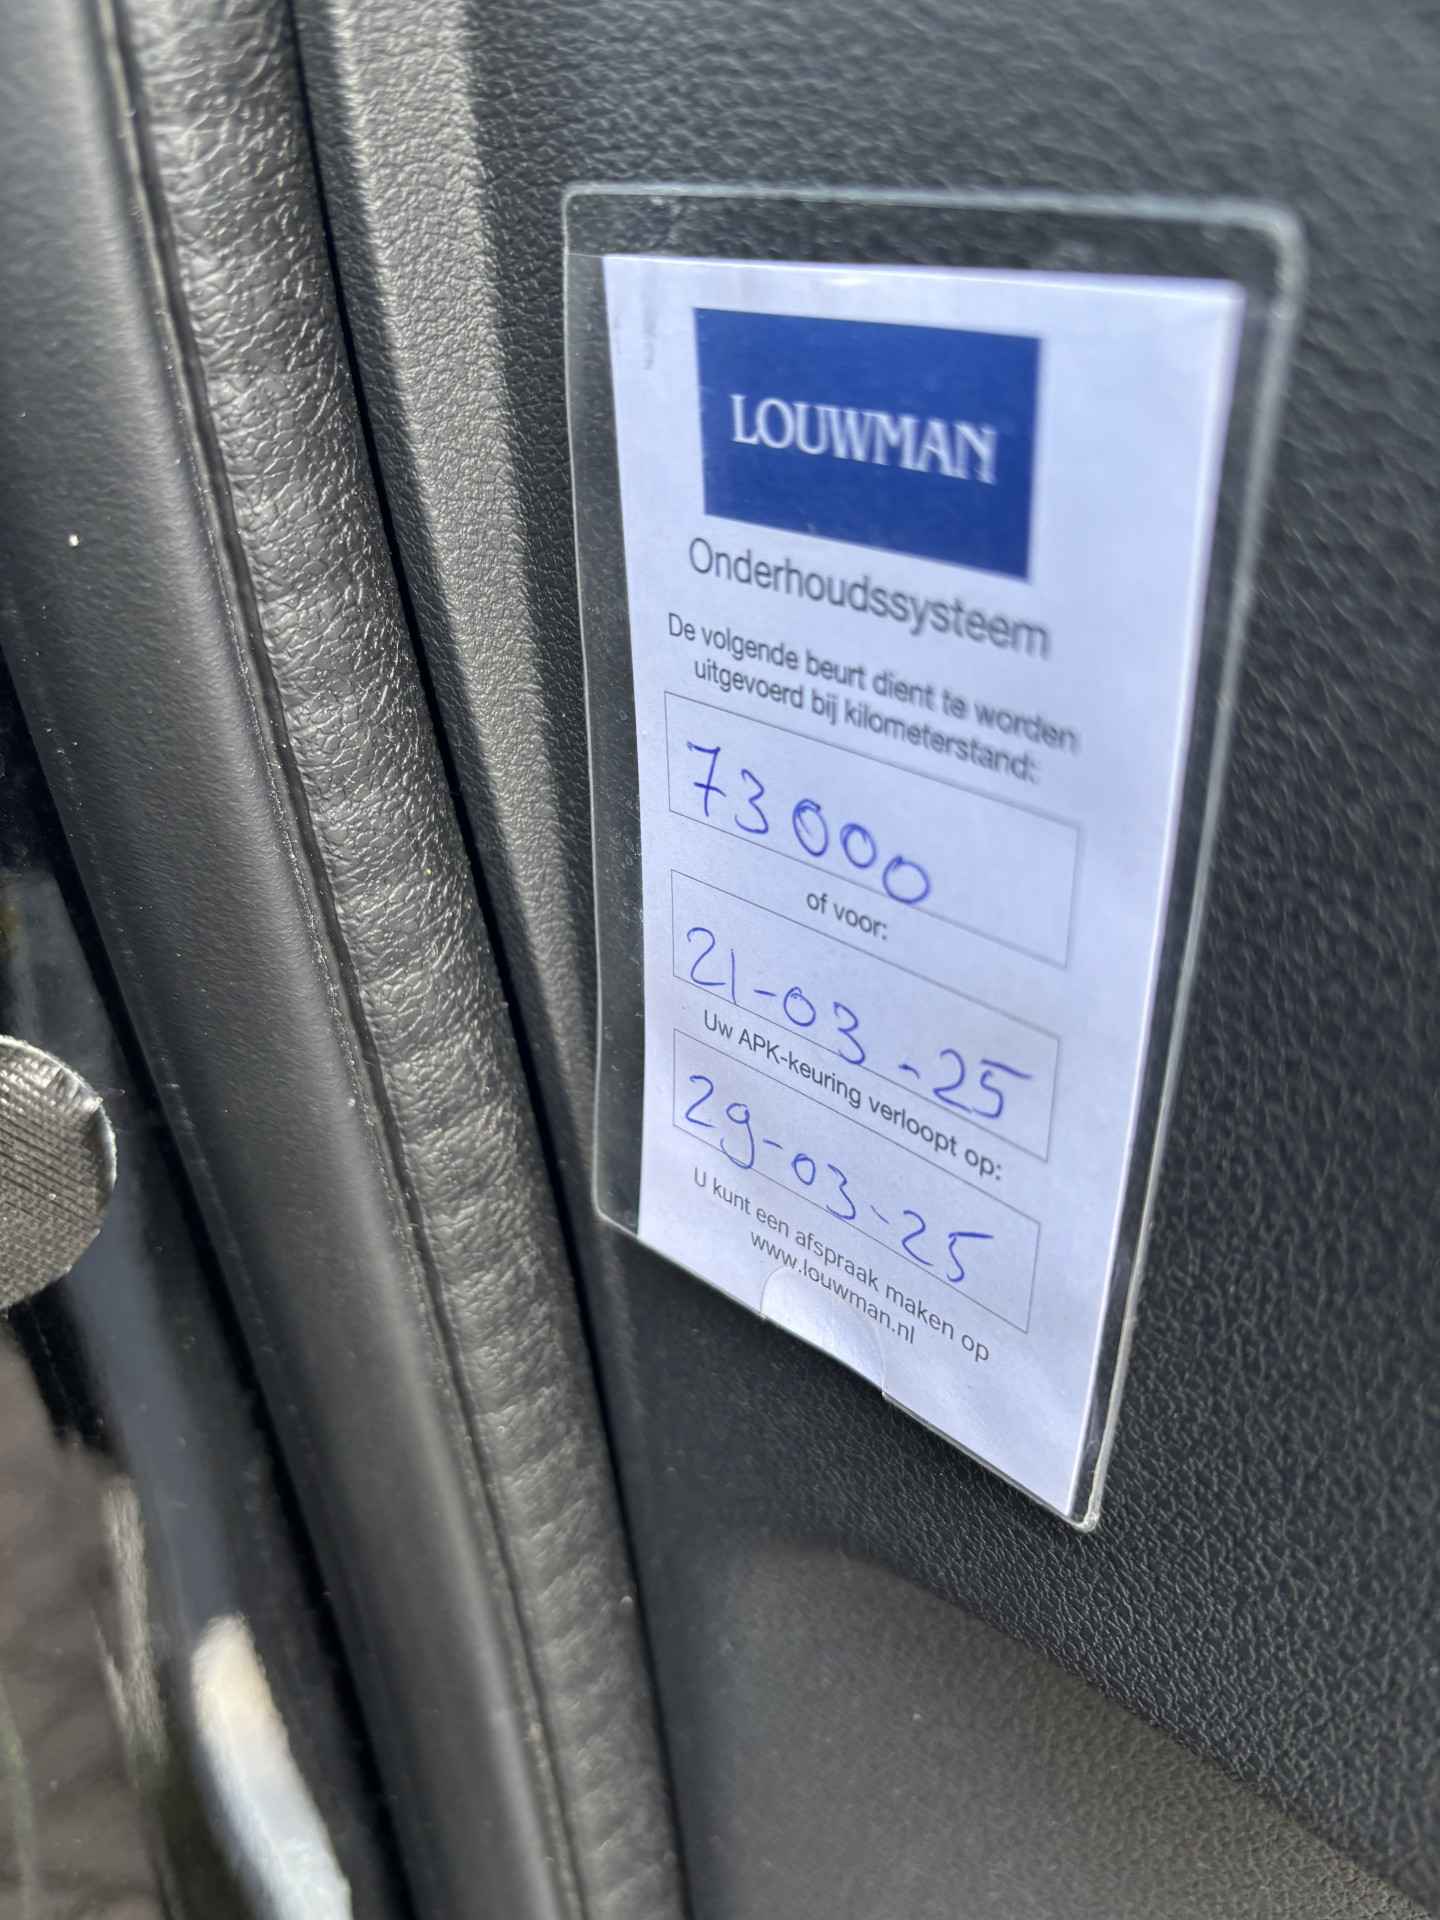 LOUWMAN
Onderhoudssysteem
De volgende beurt dient te worden
uitgevoerd bij kilometerstand:
73000
of voor:
21-03-25
Uw APK-keuring verloopt op:
29-03-25
U kunt een afspraak maken op
www.louwman.nl